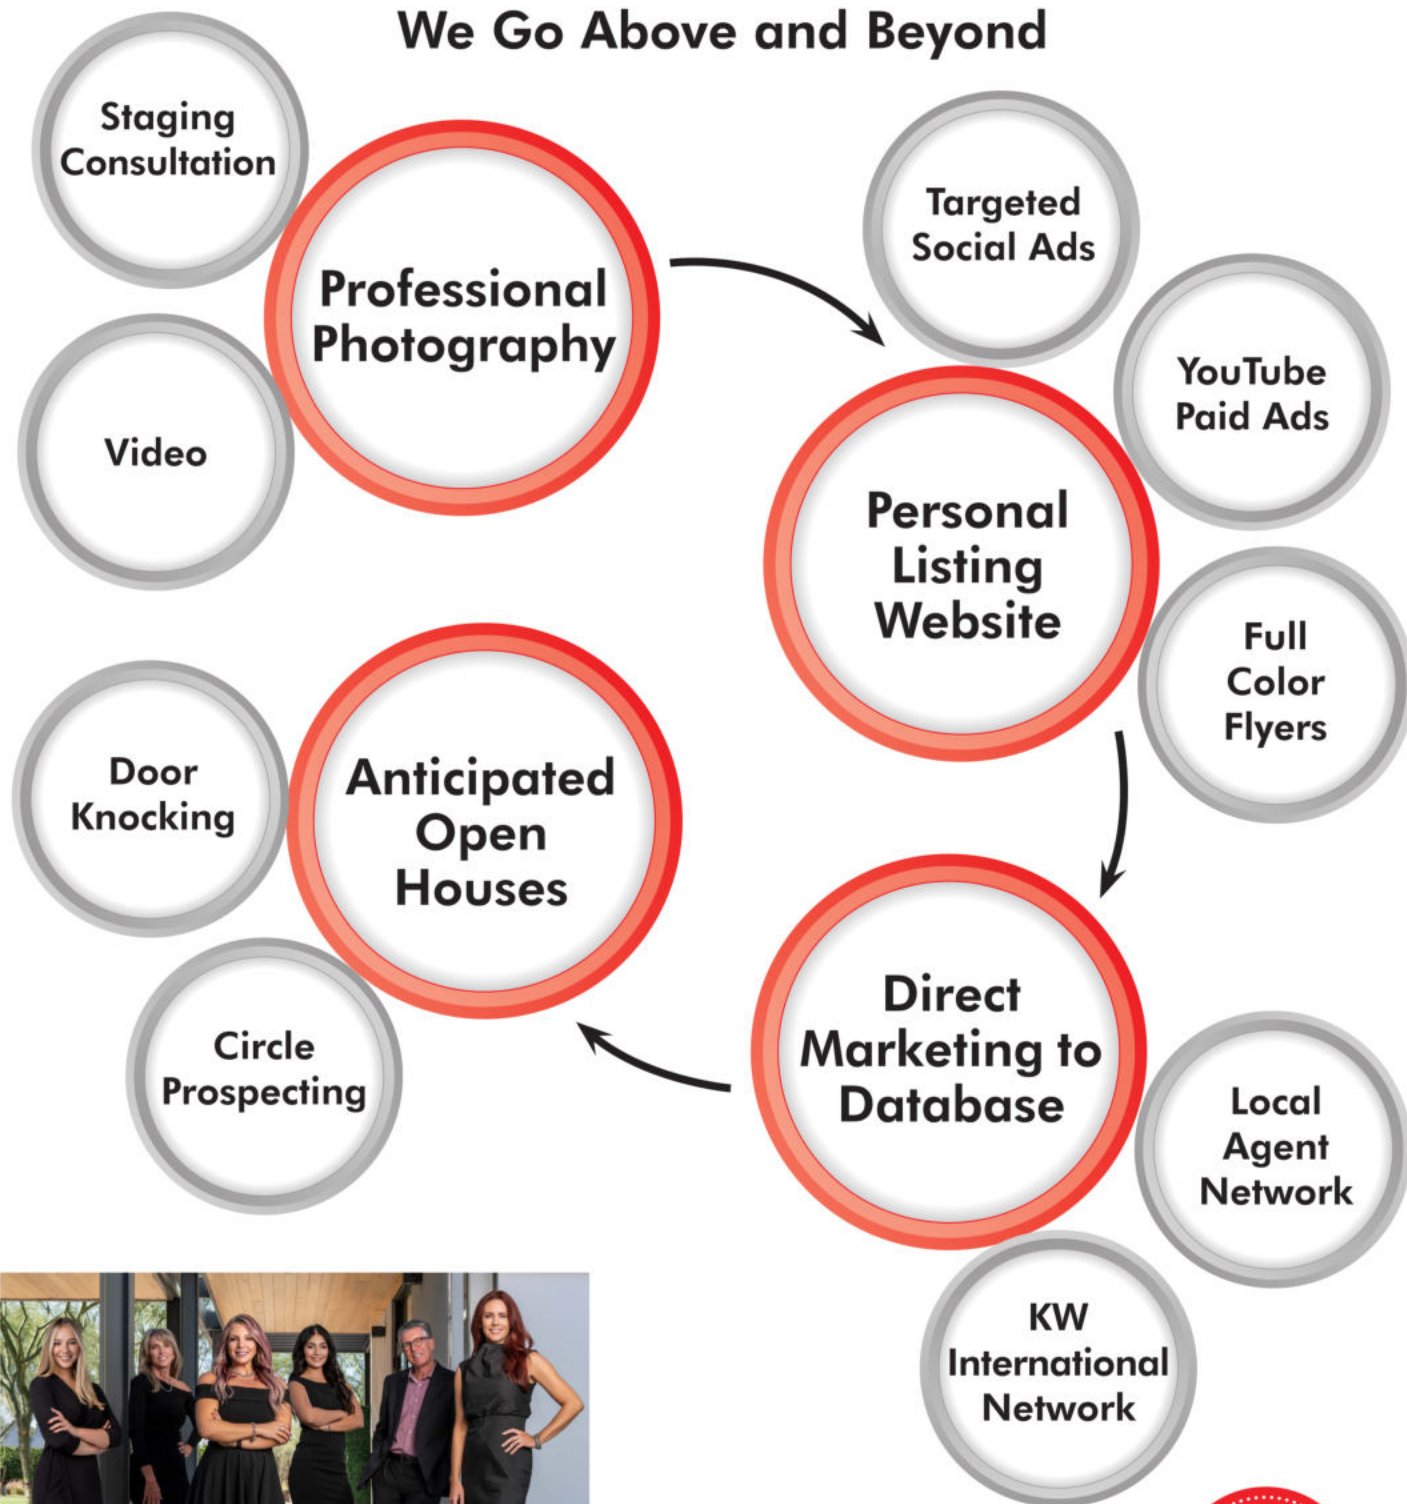 We Go Above and Beyond
Staging
Consultation
Professional
Photography
Video
Targeted
Social Ads
YouTube
Paid Ads
Personal
Listing
Website
Full
Color
Flyers
Direct
Marketing to
Database
Local
Agent
Network
KW
International
Network
Anticipated
Open
Houses
Door
Knocking
Circle
Prospecting